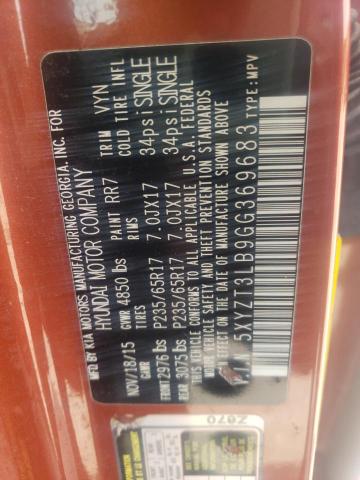 MFD BY KIA MOTORS MANUFACTURING GEORGIA, INC. FOR
HYUNDAI MOTOR COMPANY
PAINT RR7 TRIM VYN
NOV/18/15 GVWR 4850 lbs
GAWR TIRES RIMS COLD TIRE INFL
FRONT 2976 lbs P235/65R17 7.0JX17 34psi SINGLE
REAR 3075 lbs P235/65R17 7.0JX17 34psi SINGLE
THIS VEHICLE CONFORMS TO ALL APPLICABLE U.S.A. FEDERAL
MOTOR VEHICLE SAFETY AND THEFT PREVENTION STANDARDS
IN EFFECT ON THE DATE OF MANUFACTURE SHOWN ABOVE.
5XYZT3LB9GG369683 TYPE:MPV
Z070
INFORMATION